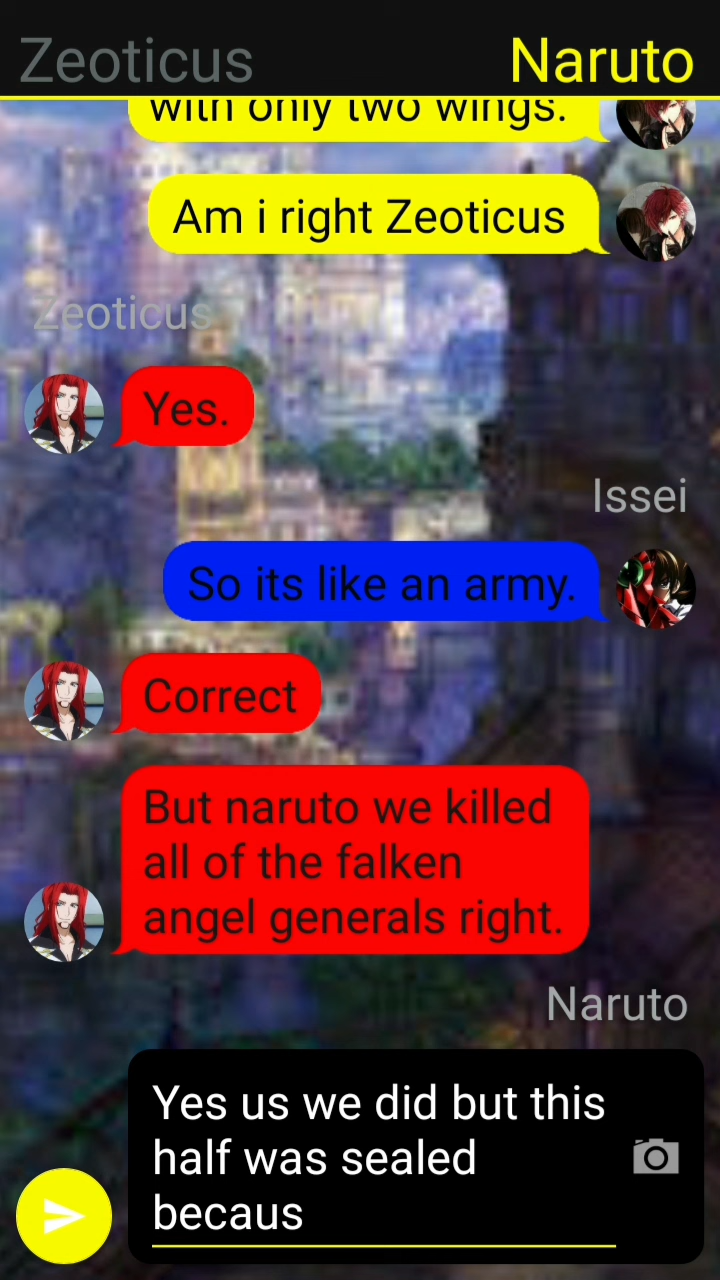 Zeoticus Naruto
with only two wings.
Am i right Zeoticus
Zeoticus
Yes.
Issei
So its like an army.
Correct
But naruto we killed
all of the falken
angel generals right.
Naruto
Yes us we did but this
half was sealed
becaus